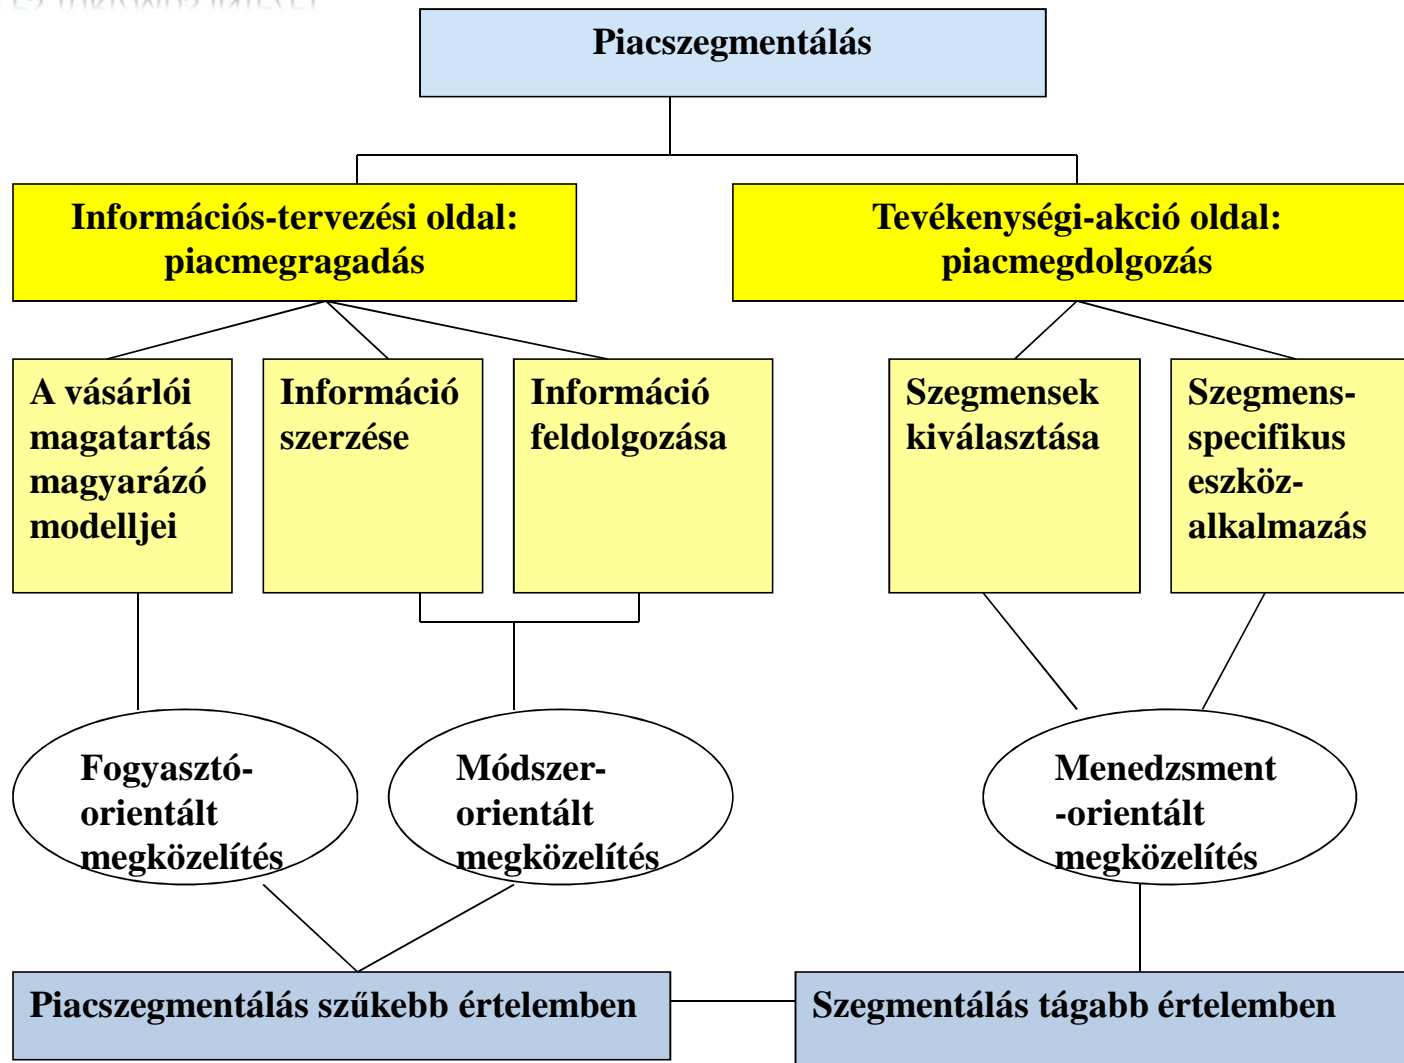 Piacszegmentálás
Információs-tervezési oldal:
piacmegragadás
Tevékenységi-akció oldal:
piacmegdolgozás
A vásárlói
magatartás
magyarázó
modelljei
Információ
szerzése
Információ
feldolgozása
Szegmensek
kiválasztása
Szegmens-
specifikus
eszköz-
alkalmazás
Fogyasztó-
orientált
megközelítés
Módszer-
orientált
megközelítés
Menedzsment
-orientált
megközelítés
Piacszegmentálás szűkebb értelemben
Szegmentálás tágabb értelemben